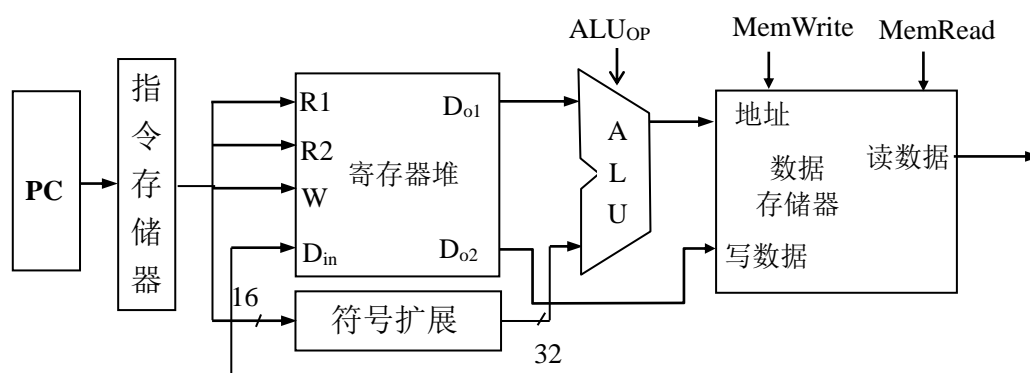 PC
指令存储器
R1
R2
W
Din
Do1
Do2
寄存器堆
16
符号扩展
32
ALUOP
ALU
MemWrite
MemRead
地址
数据
存储器
读数据
写数据